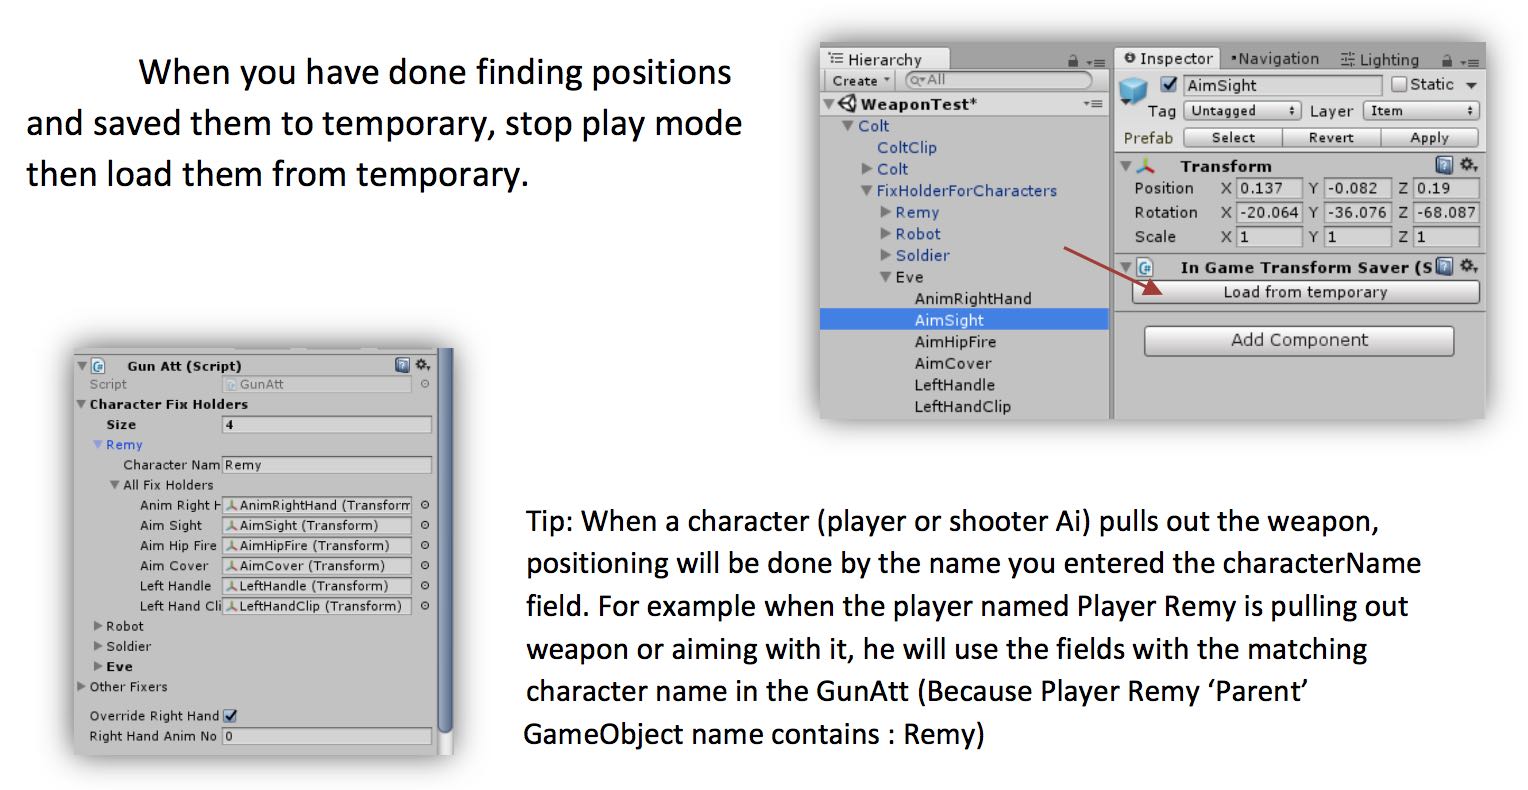 When you have done finding positions
and saved them to temporary, stop play mode
then load them from temporary.
Hierarchy
Create
All
WeaponTest*
Colt
ColtClip
Colt
FixHolderForCharacters
Remy
Robot
Soldier
Eve
AnimRightHand
AimSight
AimHipFire
AimCover
LeftHandle
LeftHandClip
Inspector Navigation Lighting
AimSight Static
Tag Untagged Layer Item
Prefab Select Revert Apply
Transform
Position X 0.137 Y -0.082 Z 0.19
Rotation X -20.064 Y -36.076 Z -68.087
Scale X 1 Y 1 Z 1
In Game Transform Saver (S
Load from temporary
Add Component
Gun Att (Script)
Script GunAtt
Character Fix Holders
Size 4
Remy
Character Nam Remy
All Fix Holders
Anim Right H AnimRightHand (Transform
Aim Sight AimSight (Transform)
Aim Hip Fire AimHipFire (Transform)
Aim Cover AimCover (Transform)
Left Handle LeftHandle (Transform)
Left Hand Cli LeftHandClip (Transform)
Robot
Soldier
Eve
Other Fixers
Override Right Hand
Right Hand Anim No 0
Tip: When a character (player or shooter Ai) pulls out the weapon,
positioning will be done by the name you entered the characterName
field. For example when the player named Player Remy is pulling out
weapon or aiming with it, he will use the fields with the matching
character name in the GunAtt (Because Player Remy ‘Parent’
GameObject name contains : Remy)